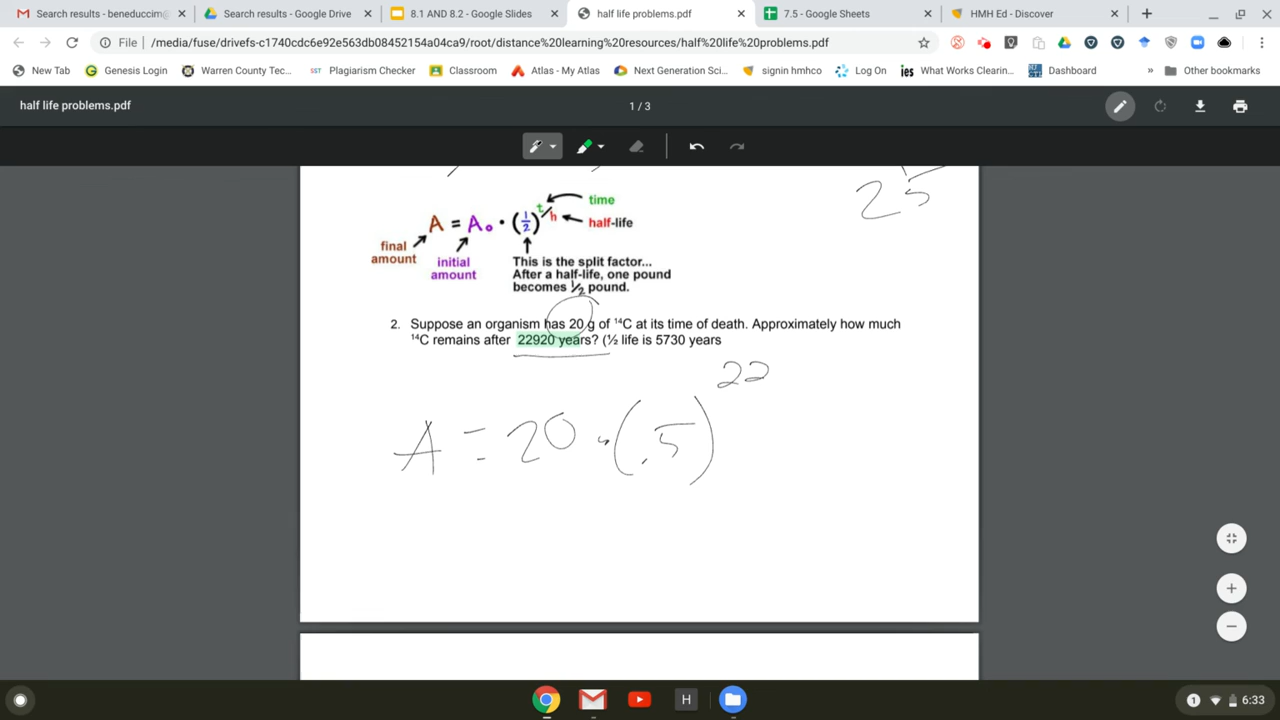 Search results - beneduccim@ Search results - Google Drive 8.1 AND 8.2 - Google Slides half life problems.pdf 7.5 - Google Sheets HMH Ed - Discover
File | /media/fuse/drivefs:c1740cdc6e92e563db08452154a04ca9/root/distance%20learning%20resources/half%20life%20problems.pdf
New Tab Genesis Login Warren County Tec... SST Plagiarism Checker Classroom Atlas - My Atlas Next Generation Sci... signin hmhco Log On ies What Works Clearin... Dashboard » Other bookmarks
half life problems.pdf 1 / 3
25
time
A = A₀ • (½)^t/h
half-life
final amount
initial amount
This is the split factor...
After a half-life, one pound
becomes ½ pound.
2. Suppose an organism has 20 g of ¹⁴C at its time of death. Approximately how much
¹⁴C remains after 22920 years? (½ life is 5730 years
22
A = 20 · (.5)
H
1 6:33